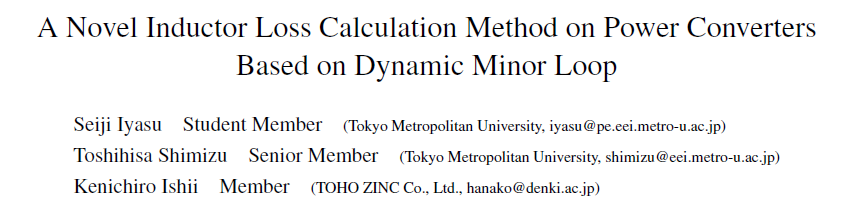 A Novel Inductor Loss Calculation Method on Power Converters
Based on Dynamic Minor Loop
Seiji Iyasu Student Member (Tokyo Metropolitan University, iyasu@pe.eei.metro-u.ac.jp)
Toshihisa Shimizu Senior Member (Tokyo Metropolitan University, shimizu@eei.metro-u.ac.jp)
Kenichiro Ishii Member (TOHO ZINC Co., Ltd., hanako@denki.ac.jp)